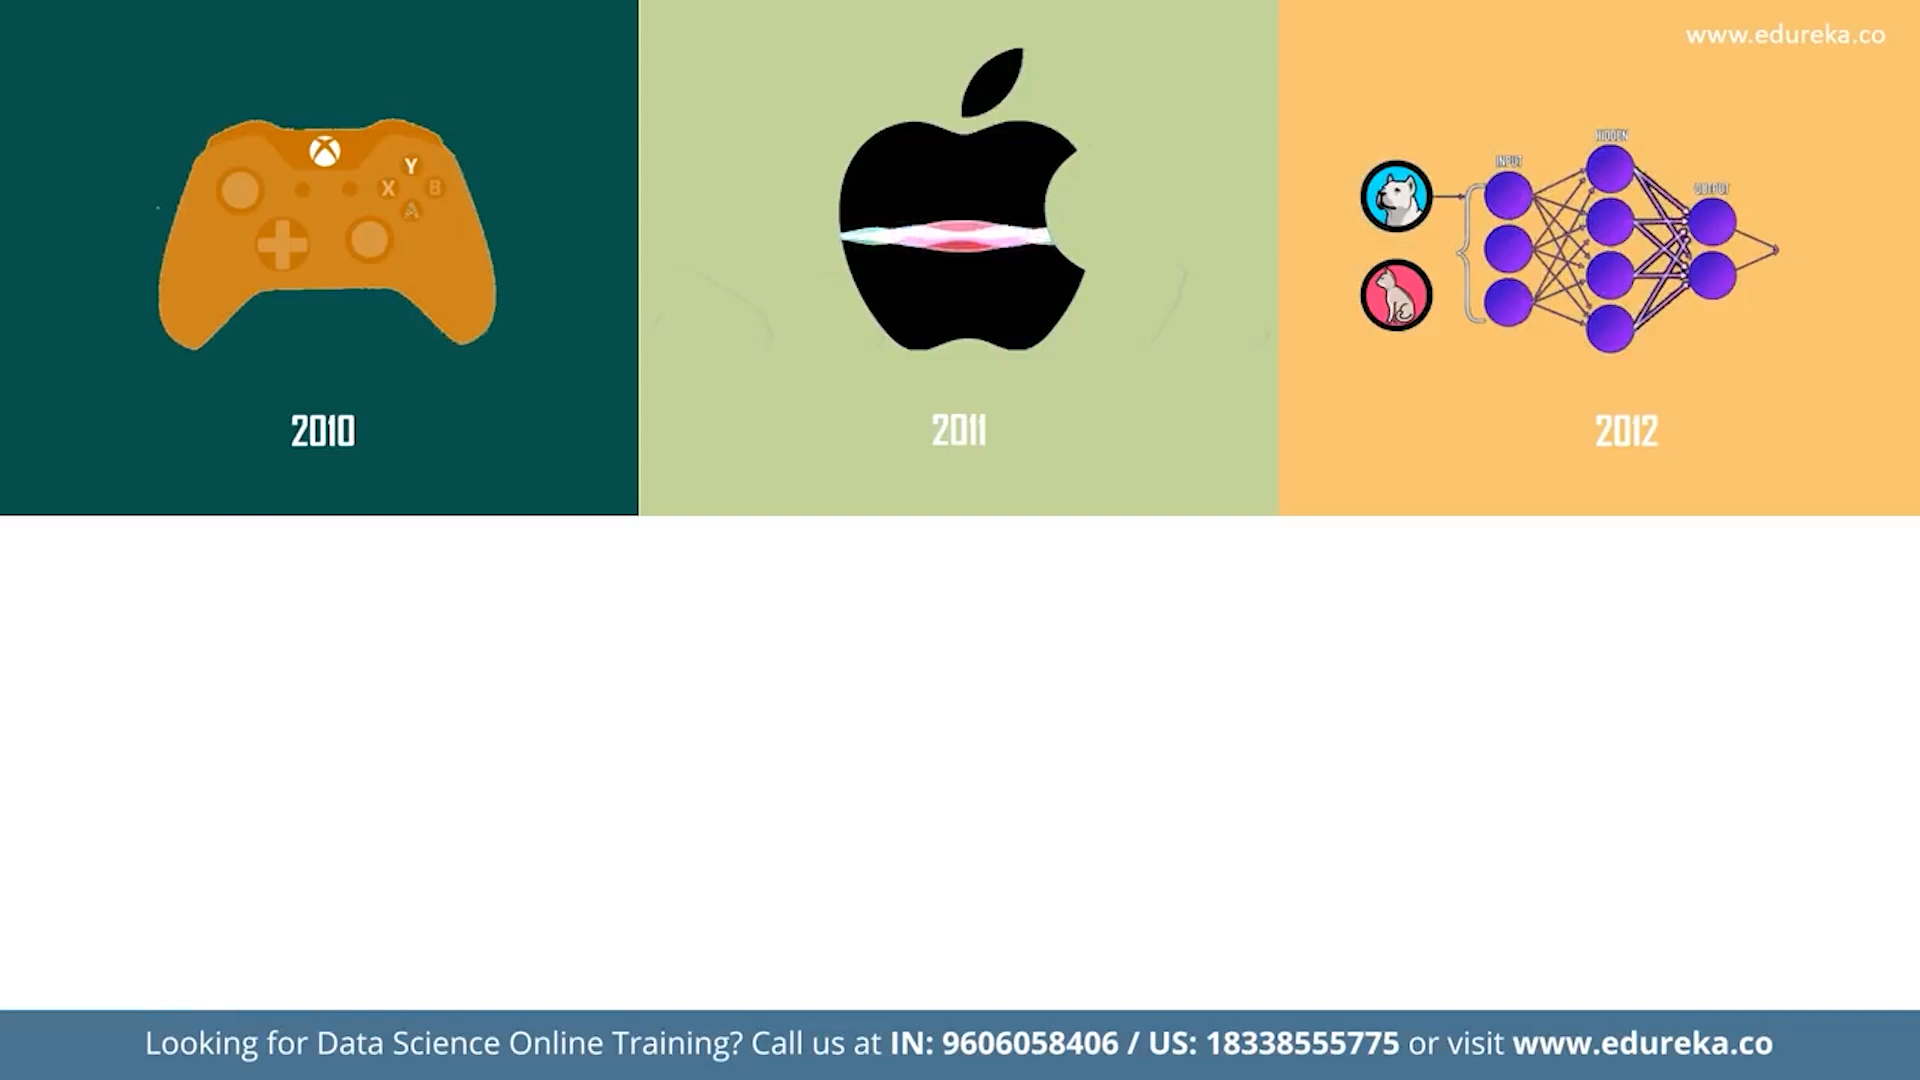 www.edureka.co
HIDDEN
INPUT
OUTPUT
Y
X B
A
2010
2011
2012
Looking for Data Science Online Training? Call us at IN: 9606058406 / US: 18338555775 or visit www.edureka.co